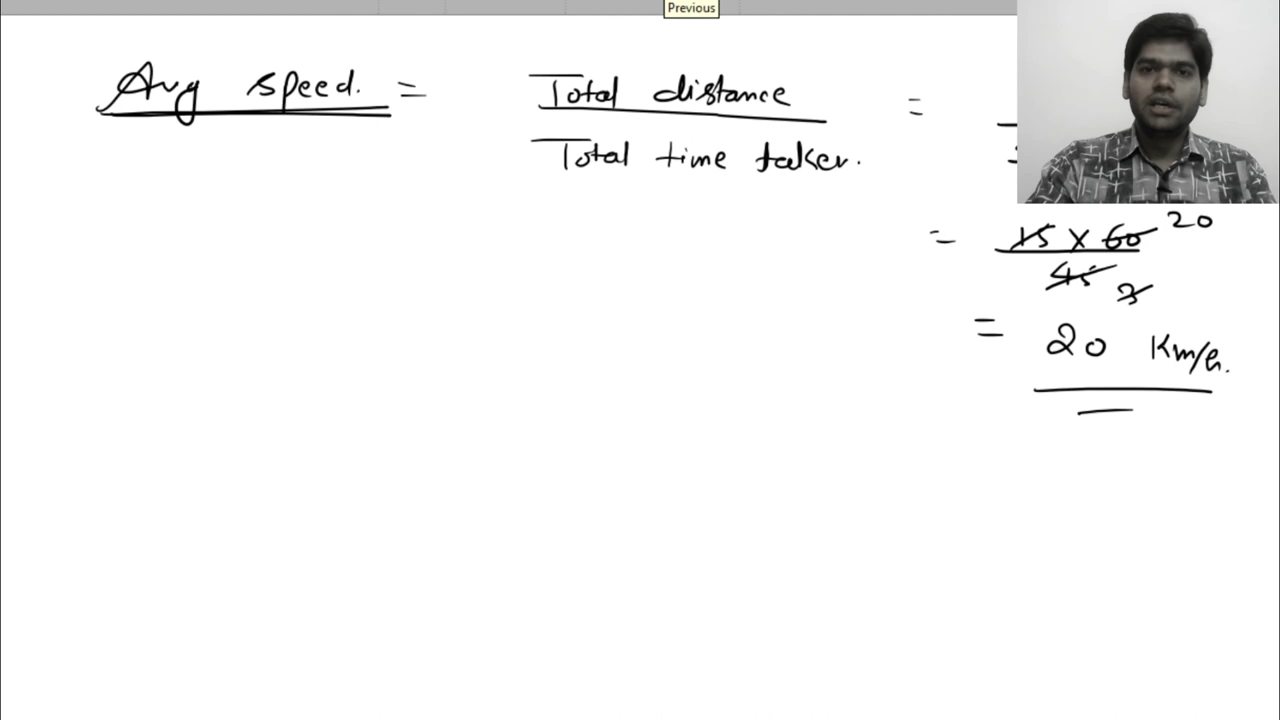 Previous
Avg speed. = Total distance =
Total time taken.
= 15 x 60 20
45 3
= 20 Km/h.